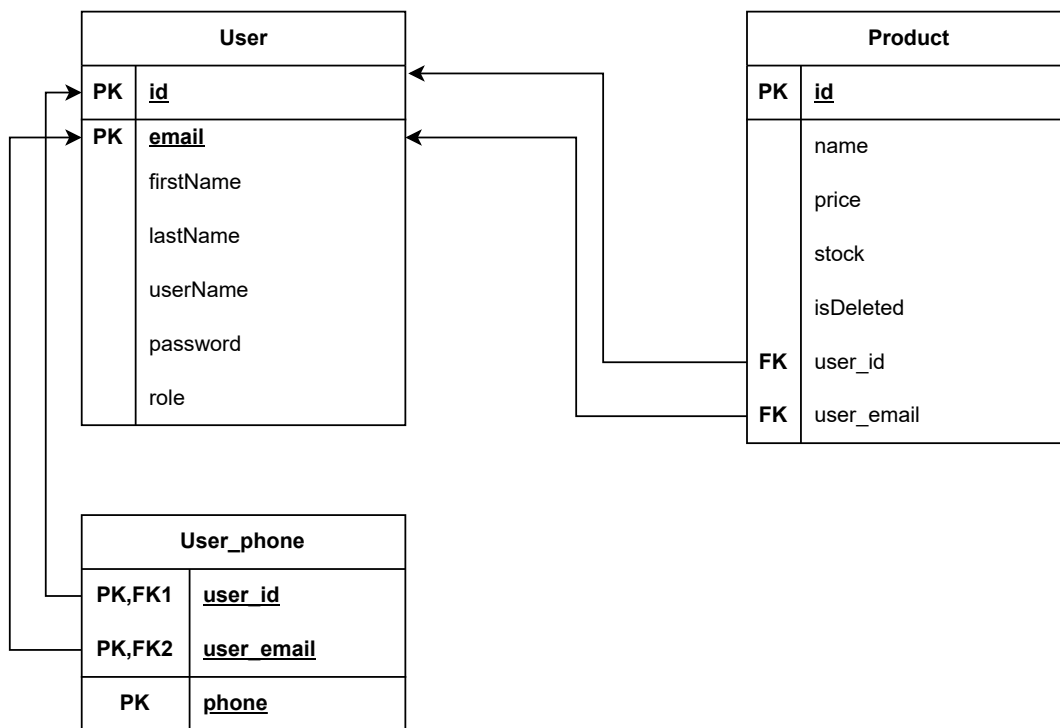 User
PK id
PK email
firstName
lastName
userName
password
role
Product
PK id
name
price
stock
isDeleted
FK user_id
FK user_email
User_phone
PK,FK1 user_id
PK,FK2 user_email
PK phone